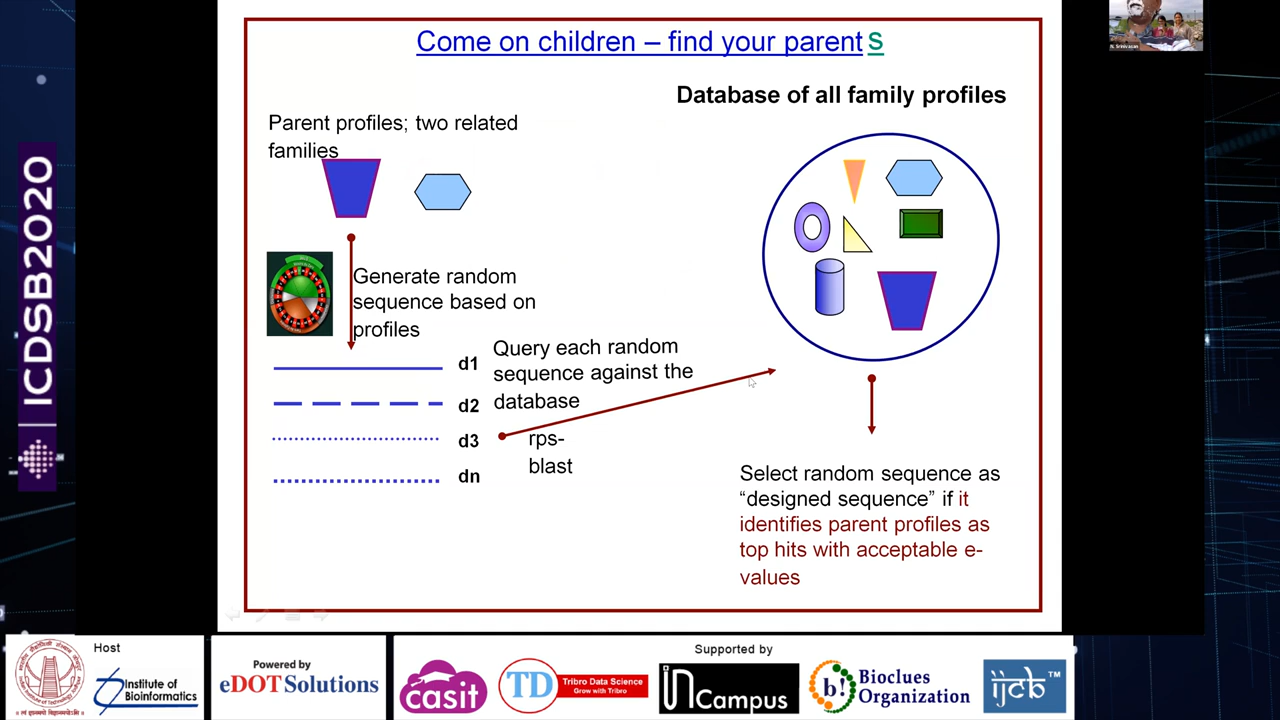 ICDSB2020
Come on children – find your parents
Database of all family profiles
Parent profiles; two related
families
Generate random
sequence based on
profiles
d1
d2
d3
dn
Query each random
sequence against the
database
rps-
blast
Select random sequence as
“designed sequence” if it
identifies parent profiles as
top hits with acceptable e-
values
N. Srinivasan
Host
Institute of
Bioinformatics
Powered by
eDOT Solutions
Supported by
casit
TD
Tribro Data Science
Grow with Tribro
inCampus
b!
Bioclues
Organization
ijcb™